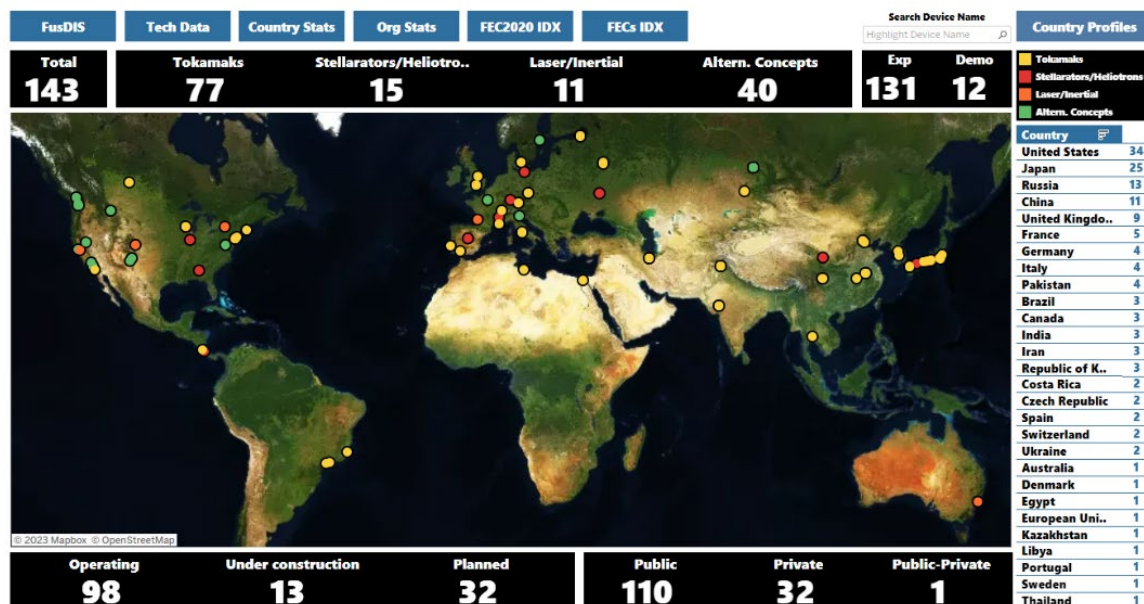 FusDIS
Tech Data
Country Stats
Org Stats
FEC2020 IDX
FECs IDX
Search Device Name
Highlight Device Name
Country Profiles
Total
143
Tokamaks
77
Stellarators/Heliotro..
15
Laser/Inertial
11
Altern. Concepts
40
Exp
131
Demo
12
Tokamaks
Stellarators/Heliotrons
Laser/Inertial
Altern. Concepts
Country
United States 34
Japan 25
Russia 13
China 11
United Kingdo.. 9
France 5
Germany 4
Italy 4
Pakistan 4
Brazil 3
Canada 3
India 3
Iran 3
Republic of K.. 3
Costa Rica 2
Czech Republic 2
Spain 2
Switzerland 2
Ukraine 2
Australia 1
Denmark 1
Egypt 1
European Uni.. 1
Kazakhstan 1
Libya 1
Portugal 1
Sweden 1
Thailand 1
© 2023 Mapbox © OpenStreetMap
Operating
98
Under construction
13
Planned
32
Public
110
Private
32
Public-Private
1